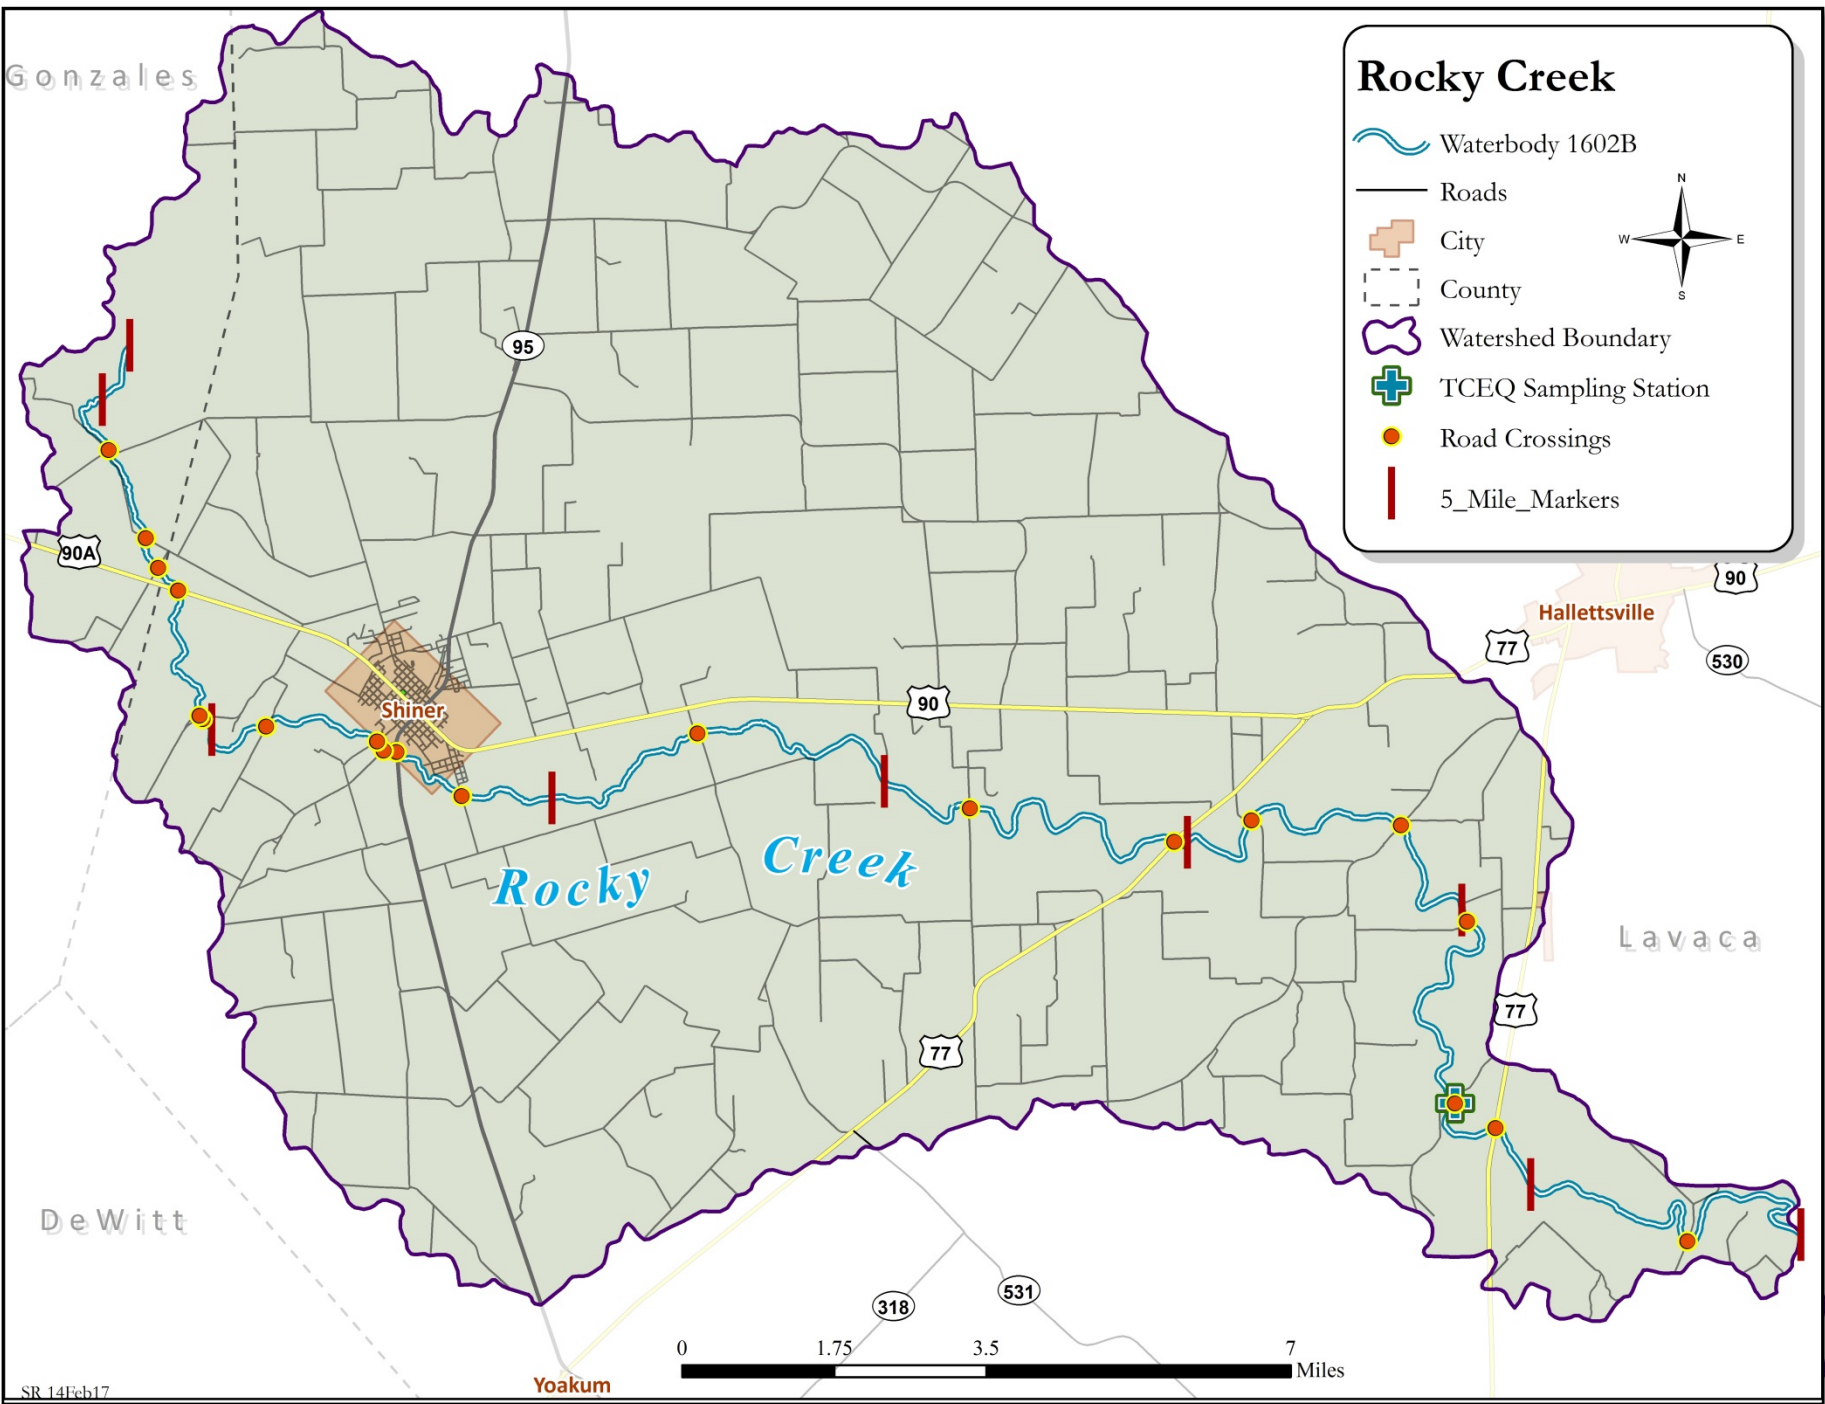 Gonzales
Rocky Creek
Waterbody 1602B
Roads
City
County
Watershed Boundary
TCEQ Sampling Station
Road Crossings
5_Mile_Markers
N
W
E
S
95
90A
90
Hallettsville
77
530
Shiner
90
Rocky Creek
Lavaca
77
77
DeWitt
318
531
0
1.75
3.5
7
Miles
Yoakum
SR 14Feb17